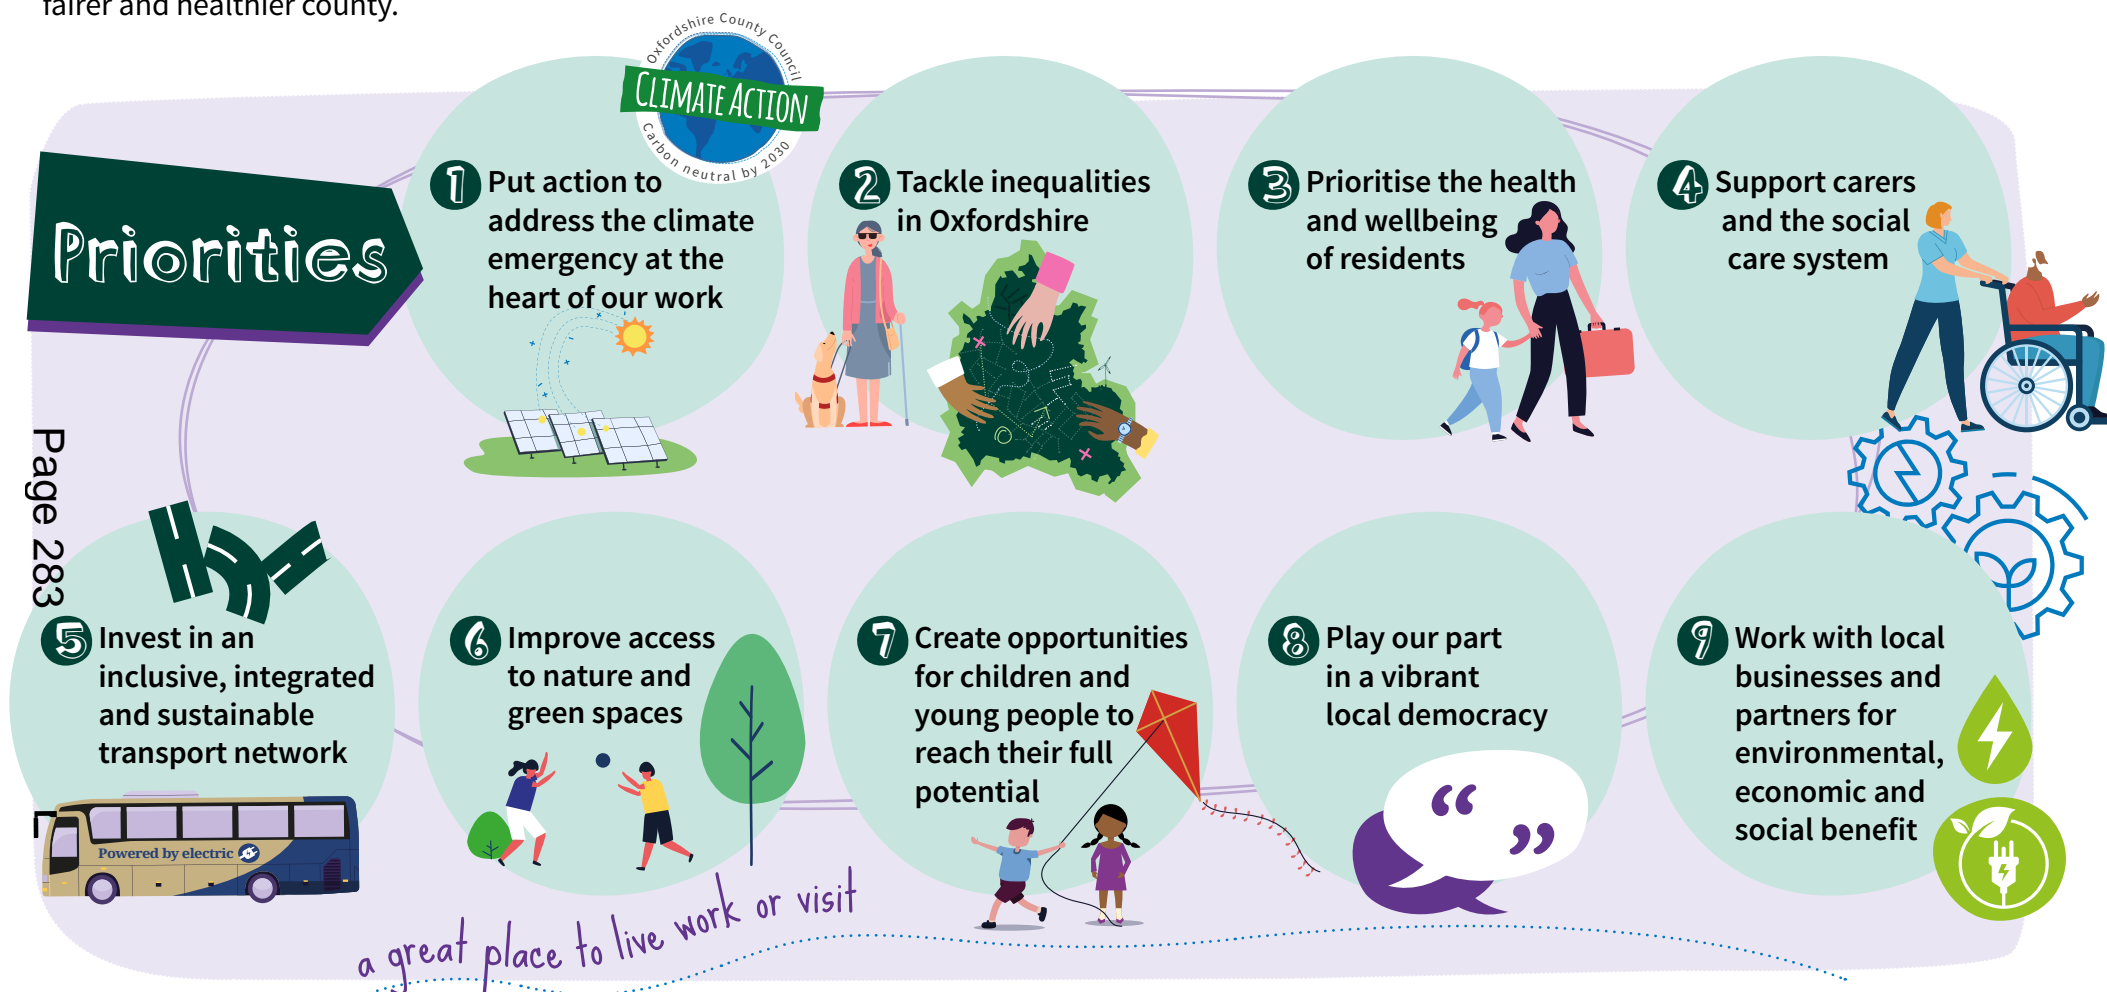 fairer and healthier county.
Oxfordshire County Council
CLIMATE ACTION
Carbon neutral by 2030
Priorities
1 Put action to
address the climate
emergency at the
heart of our work
2 Tackle inequalities
in Oxfordshire
3 Prioritise the health
and wellbeing
of residents
4 Support carers
and the social
care system
Page 283
5 Invest in an
inclusive, integrated
and sustainable
transport network
Powered by electric
6 Improve access
to nature and
green spaces
7 Create opportunities
for children and
young people to
reach their full
potential
8 Play our part
in a vibrant
local democracy
“ ”
9 Work with local
businesses and
partners for
environmental,
economic and
social benefit
a great place to live work or visit